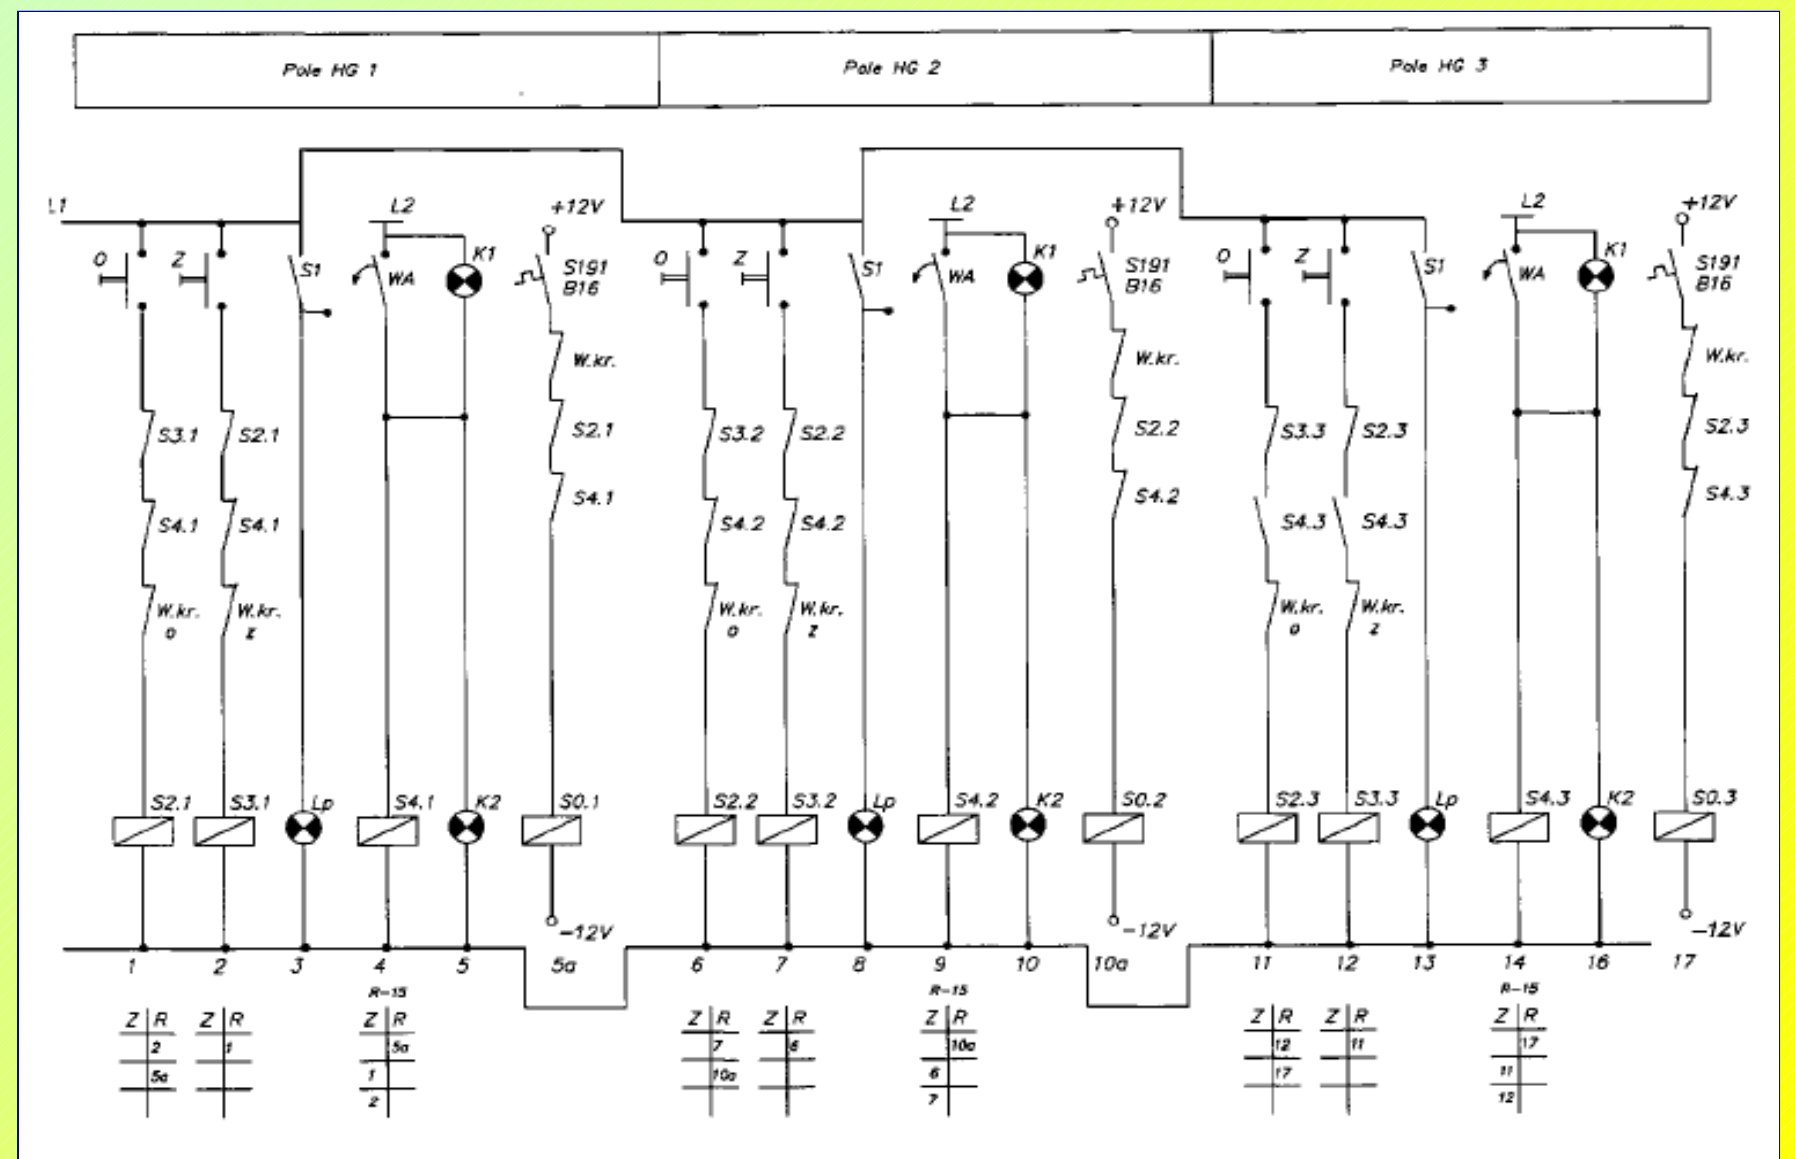 Pole HG 1 Pole HG 2 Pole HG 3
L1 L2 +12V L2 +12V L2 +12V
O Z S1 WA K1 S191 O Z S1 WA K1 S191 O Z S1 WA K1 S191
B16 B16 B16
W.kr. W.kr. W.kr.
S3.1 S2.1 S2.1 S3.2 S2.2 S2.2 S3.3 S2.3 S2.3
S4.1 S4.2 S4.3
S4.1 S4.1 S4.2 S4.2 S4.3 S4.3
W.kr. W.kr. W.kr. W.kr. W.kr. W.kr.
o z o z o z
S2.1 S3.1 Lp S4.1 K2 S0.1 S2.2 S3.2 Lp S4.2 K2 S0.2 S2.3 S3.3 Lp S4.3 K2 S0.3
-12V -12V -12V
1 2 3 4 5 5a 6 7 8 9 10 10a 11 12 13 14 16 17
R-15 R-15 R-15
Z R Z R Z R Z R Z R Z R Z R Z R Z R
2 1 5a 7 10a 12 11 17
5a 1 10a 6 17 11
2 7 12